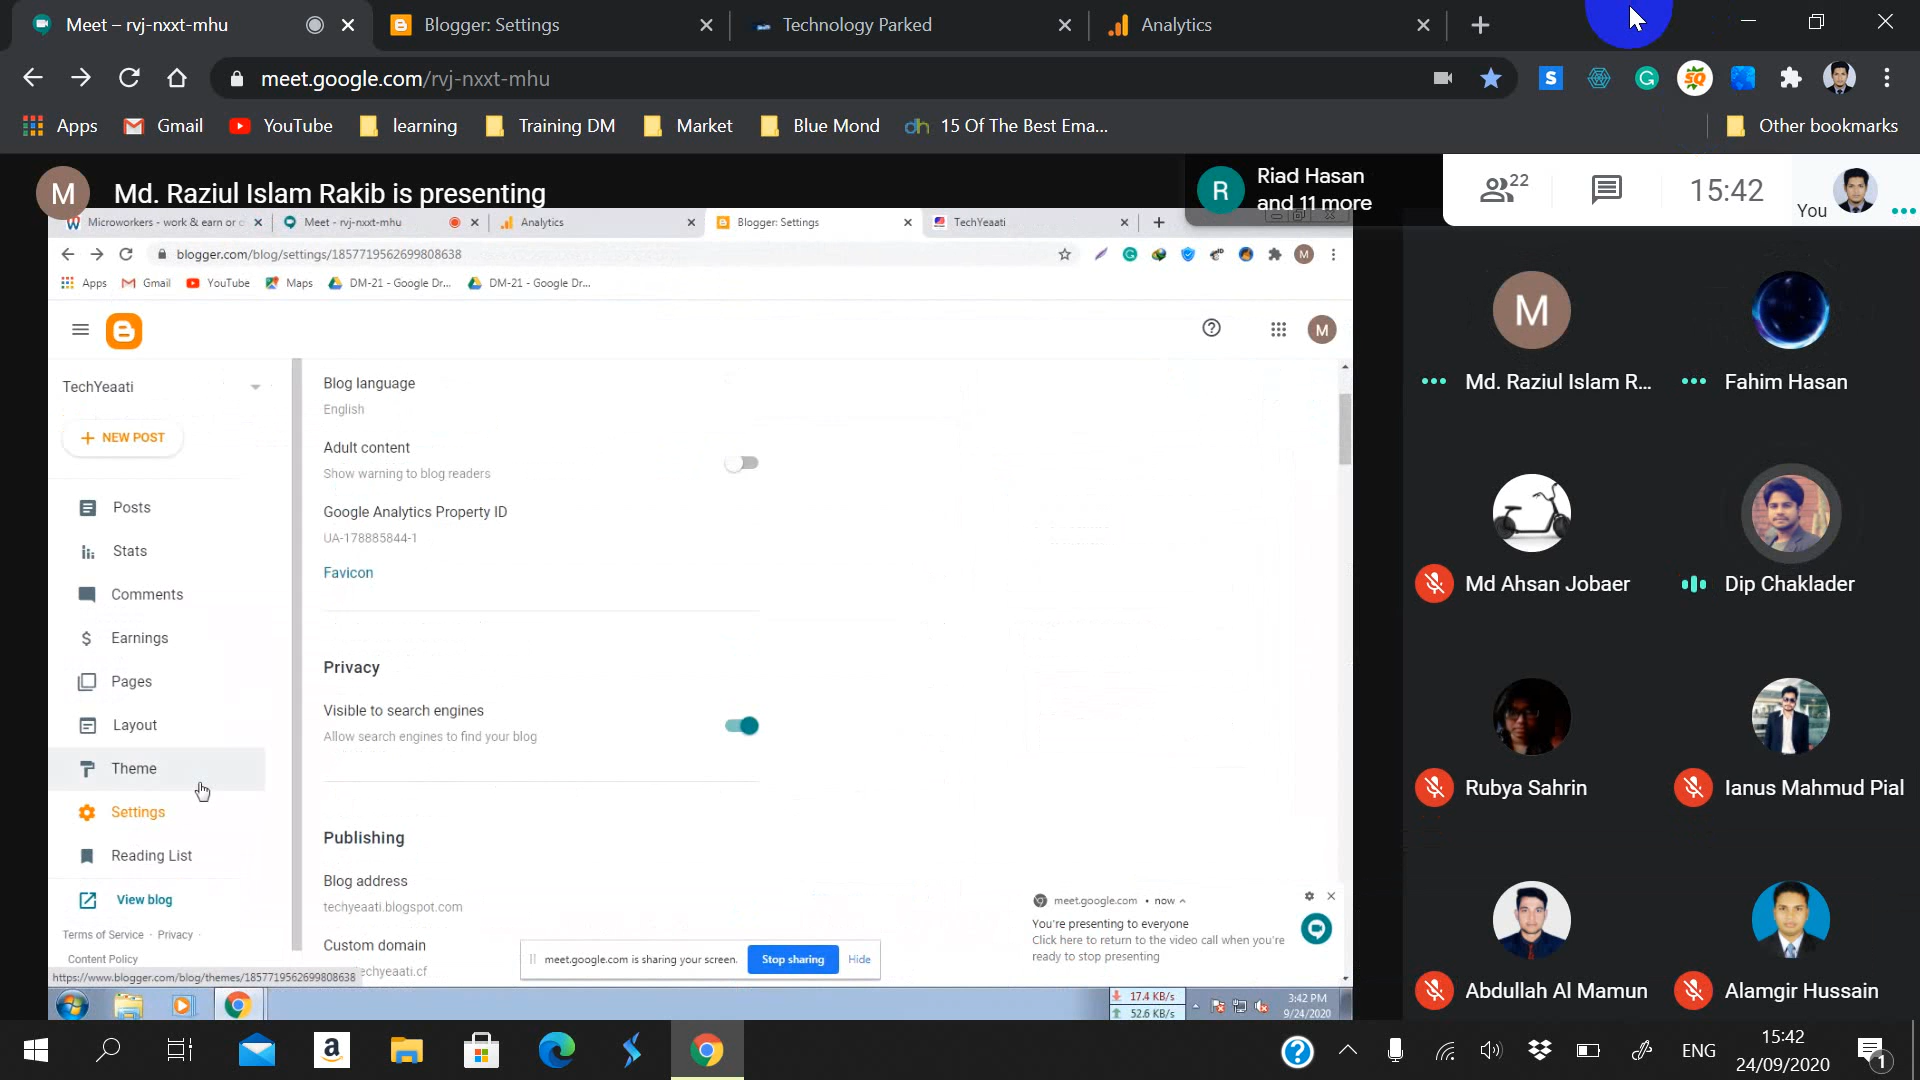 Meet – rvj-nxxt-mhu
Blogger: Settings
Technology Parked
Analytics
meet.google.com/rvj-nxxt-mhu
Apps
Gmail
YouTube
learning
Training DM
Market
Blue Mond
15 Of The Best Ema...
Other bookmarks
M
Md. Raziul Islam Rakib is presenting
R
Riad Hasan
and 11 more
22
15:42
You
Microworkers - work & earn or
Meet - rvj-nxxt-mhu
Analytics
Blogger: Settings
TechYeaati
blogger.com/blog/settings/1857719562699808638
M
Apps
Gmail
YouTube
Maps
DM-21 - Google Dr...
DM-21 - Google Dr...
M
TechYeaati
NEW POST
Posts
Stats
Comments
Earnings
Pages
Layout
Theme
Settings
Reading List
View blog
Terms of Service · Privacy ·
Content Policy
https://www.blogger.com/blog/themes/1857719562699808638
Blog language
English
Adult content
Show warning to blog readers
Google Analytics Property ID
UA-178885844-1
Favicon
Privacy
Visible to search engines
Allow search engines to find your blog
Publishing
Blog address
techyeaati.blogspot.com
Custom domain
echyeaati.cf
meet.google.com is sharing your screen.
Stop sharing
Hide
meet.google.com • now
You're presenting to everyone
Click here to return to the video call when you're
ready to stop presenting
17.4 KB/s
52.6 KB/s
3:42 PM
9/24/2020
M
Md. Raziul Islam R...
Fahim Hasan
Md Ahsan Jobaer
Dip Chaklader
Rubya Sahrin
Ianus Mahmud Pial
Abdullah Al Mamun
Alamgir Hussain
ENG
15:42
24/09/2020
1